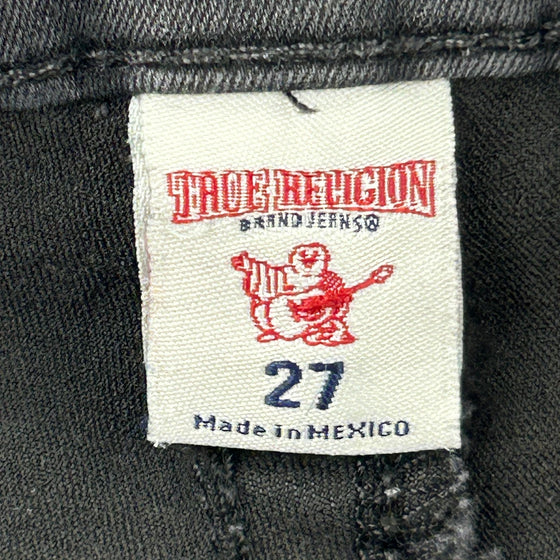 TRUE RELIGION
BRAND JEANS®
27
Made in MEXICO